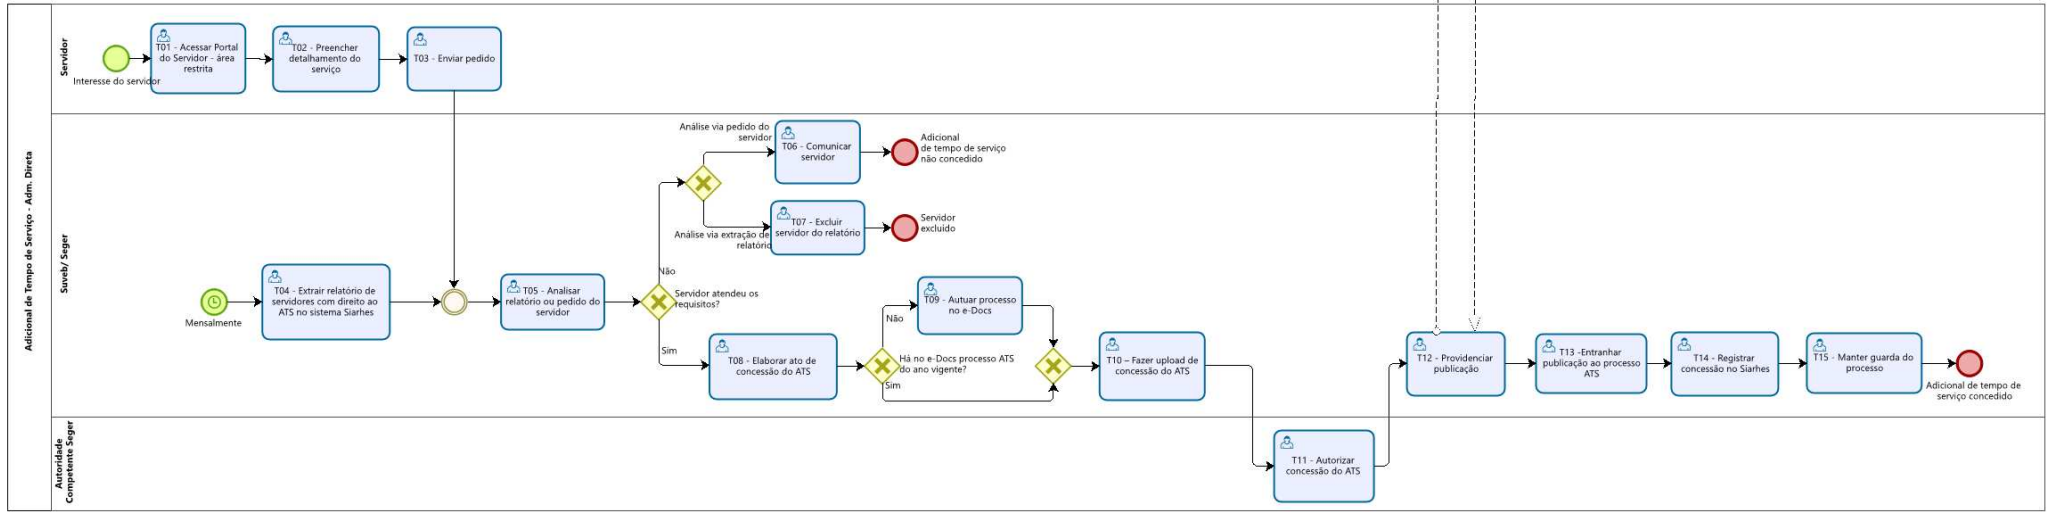 Adicional de Tempo de Serviço - Adm. Direta
Servidor
Interesse do servidor
T01 - Acessar Portal
do Servidor - área
restrita
T02 - Preencher
detalhamento do
serviço
T03 - Enviar pedido
Suveb/ Seger
Mensalmente
T04 - Extrair relatório de
servidores com direito ao
ATS no sistema Siarhes
T05 - Analisar
relatório ou pedido do
servidor
Servidor atendeu os
requisitos?
Não
Sim
Análise via pedido do
servidor
T06 - Comunicar
servidor
Adicional
de tempo de serviço
não concedido
Análise via extração de
relatório
T07 - Excluir
servidor do relatório
Servidor
excluído
T08 - Elaborar ato de
concessão do ATS
Há no e-Docs processo ATS
do ano vigente?
Não
Sim
T09 - Autuar processo
no e-Docs
T10 – Fazer upload de
concessão do ATS
T12 - Providenciar
publicação
T13 -Entranhar
publicação ao processo
ATS
T14 - Registrar
concessão no Siarhes
T15 - Manter guarda do
processo
Adicional de tempo de
serviço concedido
Autoridade
Competente Seger
T11 - Autorizar
concessão do ATS